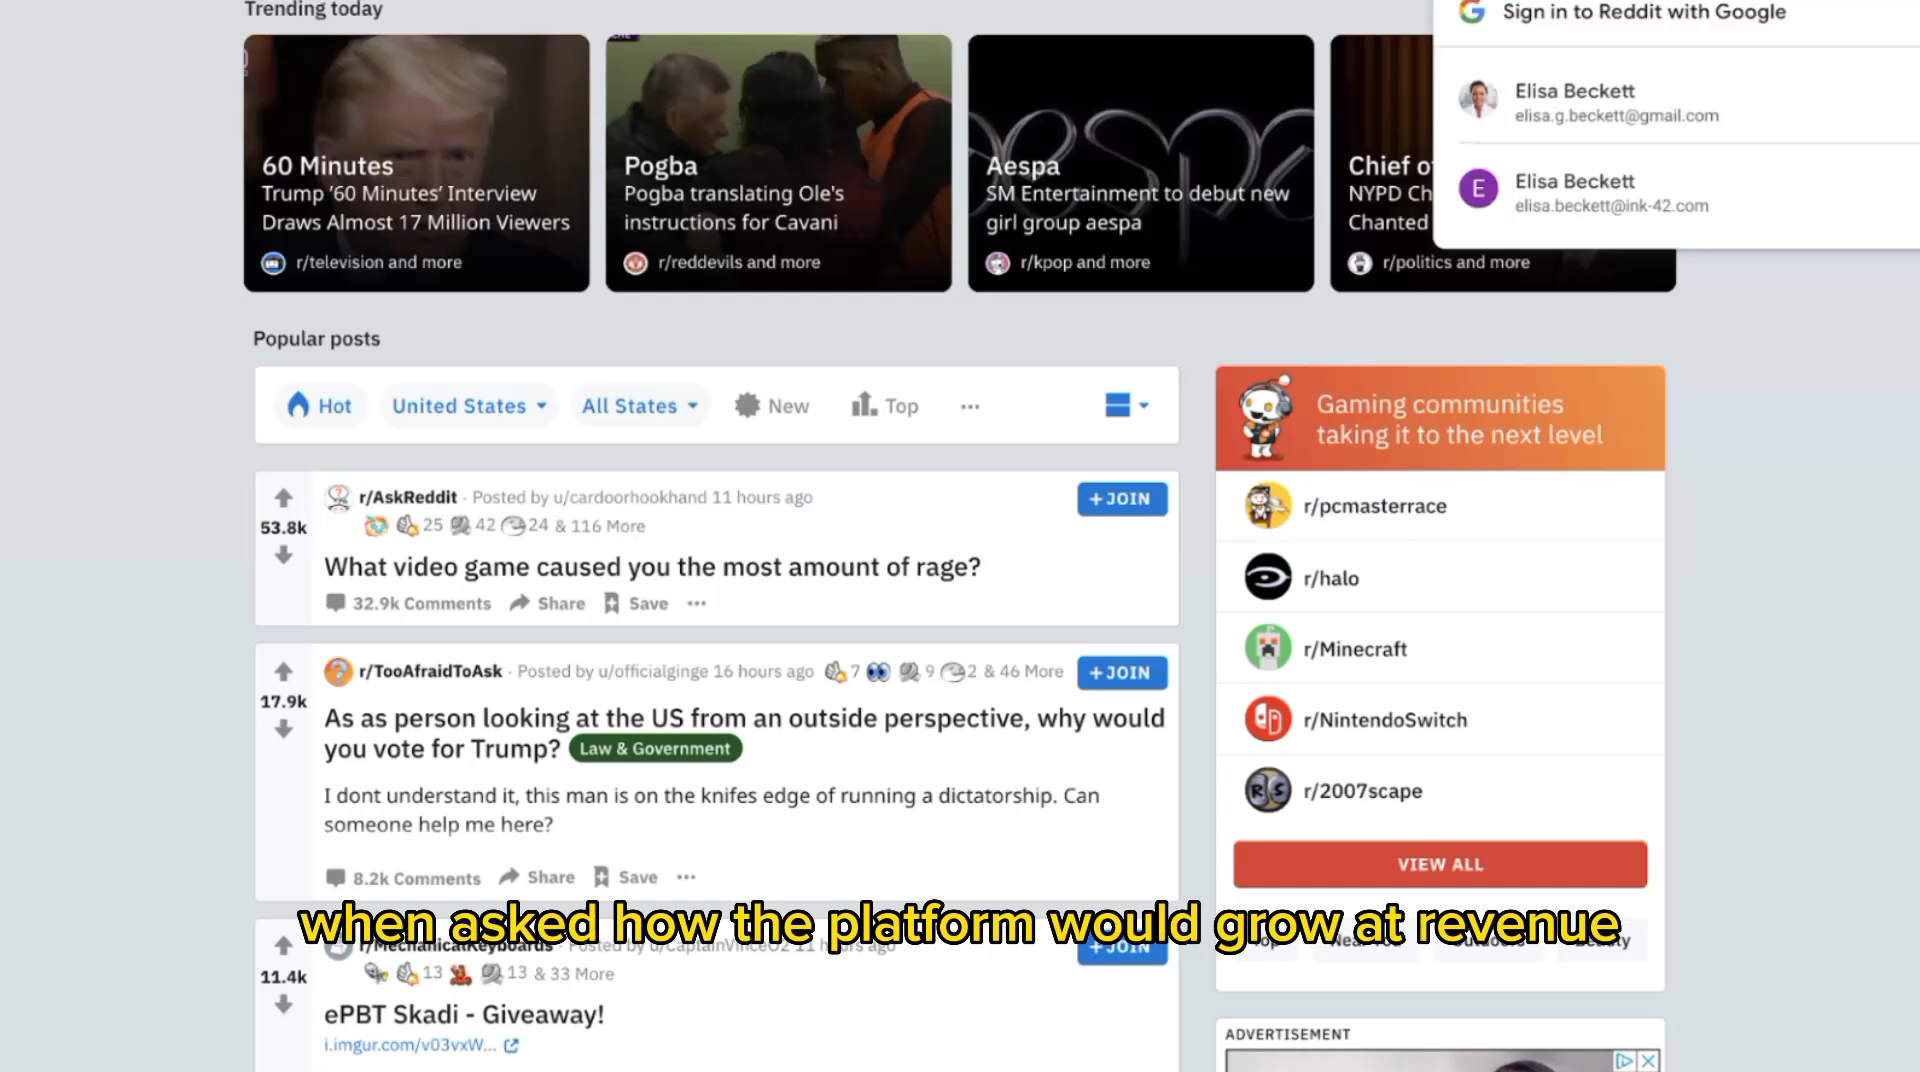 Trending today
Sign in to Reddit with Google
Elisa Beckett
elisa.g.beckett@gmail.com
E
Elisa Beckett
elisa.beckett@ink-42.com
60 Minutes
Trump '60 Minutes' Interview
Draws Almost 17 Million Viewers
r/television and more
Pogba
Pogba translating Ole's
instructions for Cavani
r/reddevils and more
Aespa
SM Entertainment to debut new
girl group aespa
r/kpop and more
Chief
NYPD
Chanted
r/politics and more
Popular posts
Hot
United States
All States
New
Top
Gaming communities
taking it to the next level
r/pcmasterrace
r/halo
r/Minecraft
r/NintendoSwitch
r/2007scape
VIEW ALL
53.8k
r/AskReddit · Posted by u/cardoorhookhand 11 hours ago
25 42 24 & 116 More
+ JOIN
What video game caused you the most amount of rage?
32.9k Comments Share Save
17.9k
r/TooAfraidToAsk · Posted by u/officialginge 16 hours ago 7 9 2 & 46 More
+ JOIN
As as person looking at the US from an outside perspective, why would
you vote for Trump? Law & Government
I dont understand it, this man is on the knifes edge of running a dictatorship. Can
someone help me here?
8.2k Comments Share Save
when asked how the platform would grow at revenue
11.4k
r/MechanicalKeyboards · Posted by 11 hours ago
+ JOIN
13 13 & 33 More
ePBT Skadi - Giveaway!
i.imgur.com/v03vxW...
ADVERTISEMENT